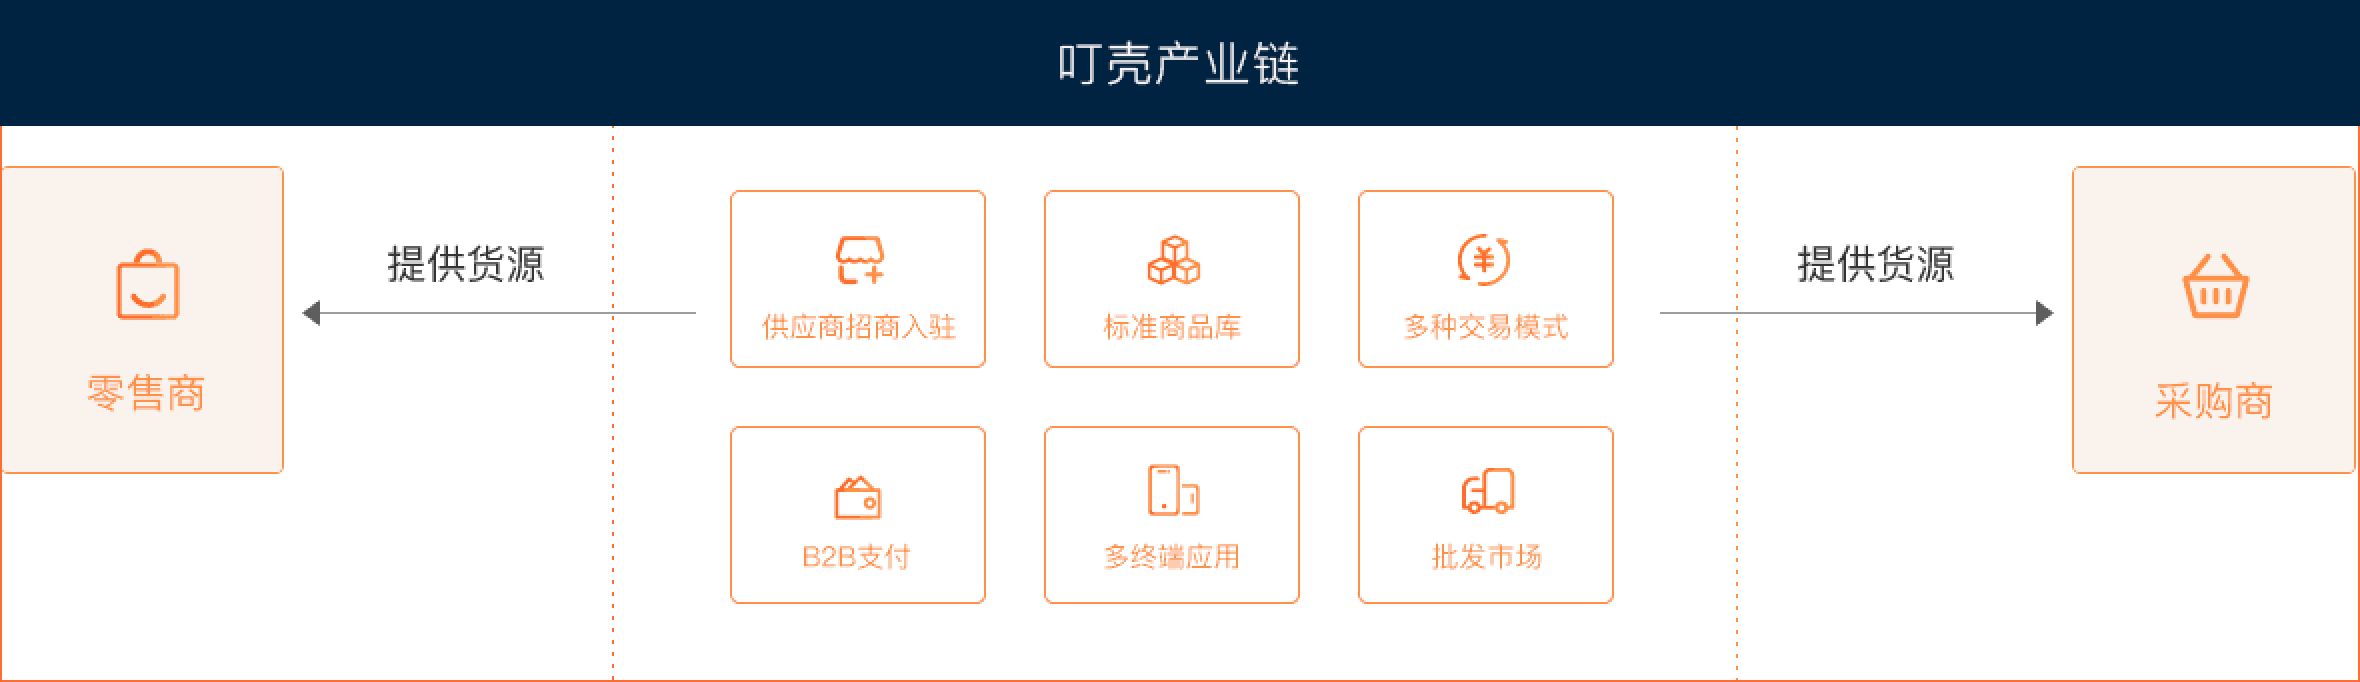 叮壳产业链
零售商
提供货源
供应商招商入驻
标准商品库
多种交易模式
B2B支付
多终端应用
批发市场
提供货源
采购商